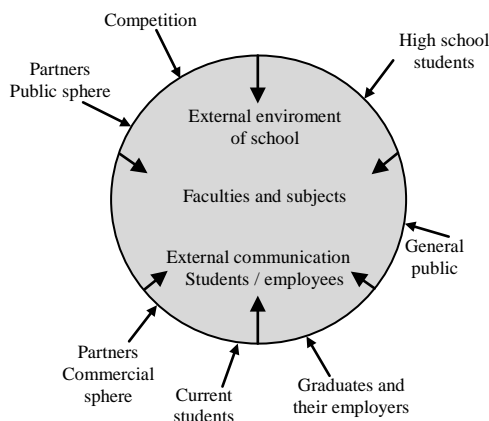 Competition
High school
students
Partners
Public sphere
External enviroment
of school
Faculties and subjects
External communication
Students / employees
General
public
Partners
Commercial
sphere
Current
students
Graduates and
their employers